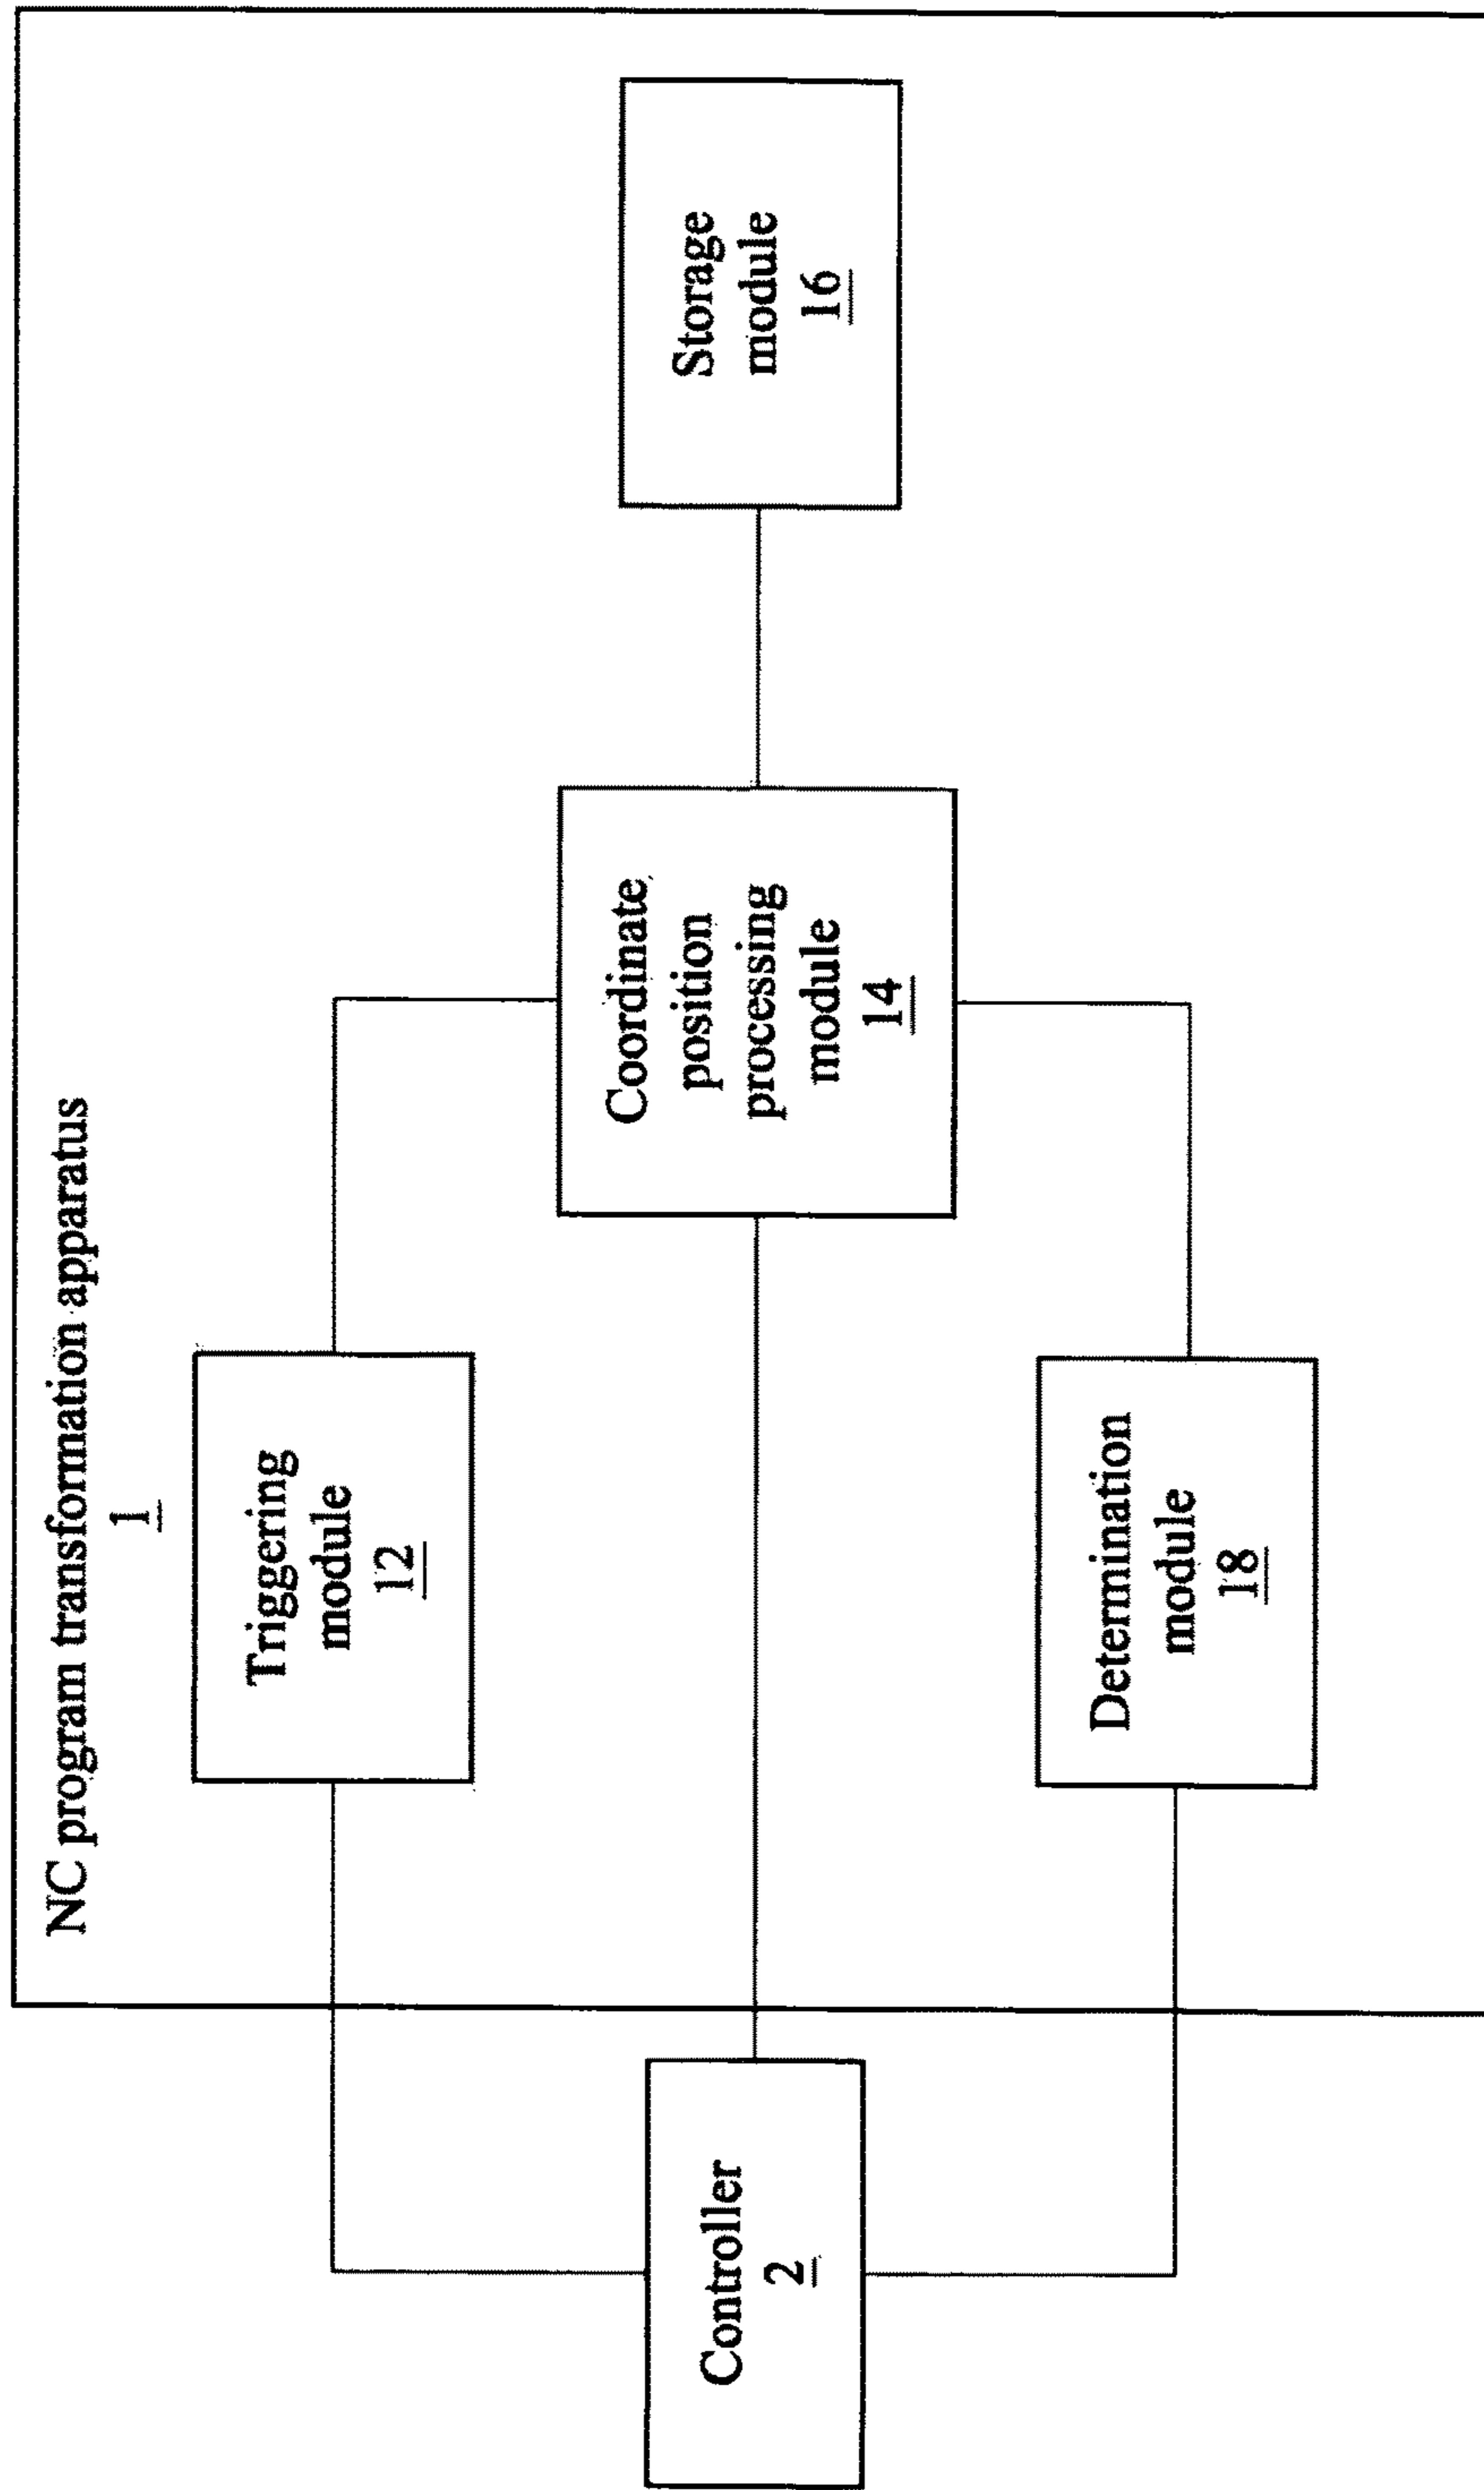 NC program transformation apparatus
1
Controller
2
Triggering
module
12
Coordinate
position
processing
module
14
Storage
module
16
Determination
module
18